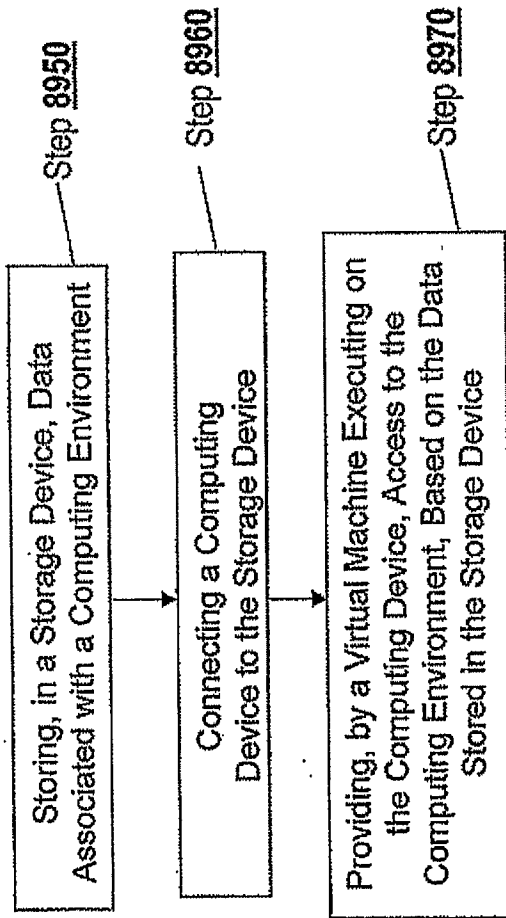 Storing, in a Storage Device, Data
Associated with a Computing Environment
Step 8950
Connecting a Computing
Device to the Storage Device
Step 8960
Providing, by a Virtual Machine Executing on
the Computing Device, Access to the
Computing Environment, Based on the Data
Stored in the Storage Device
Step 8970